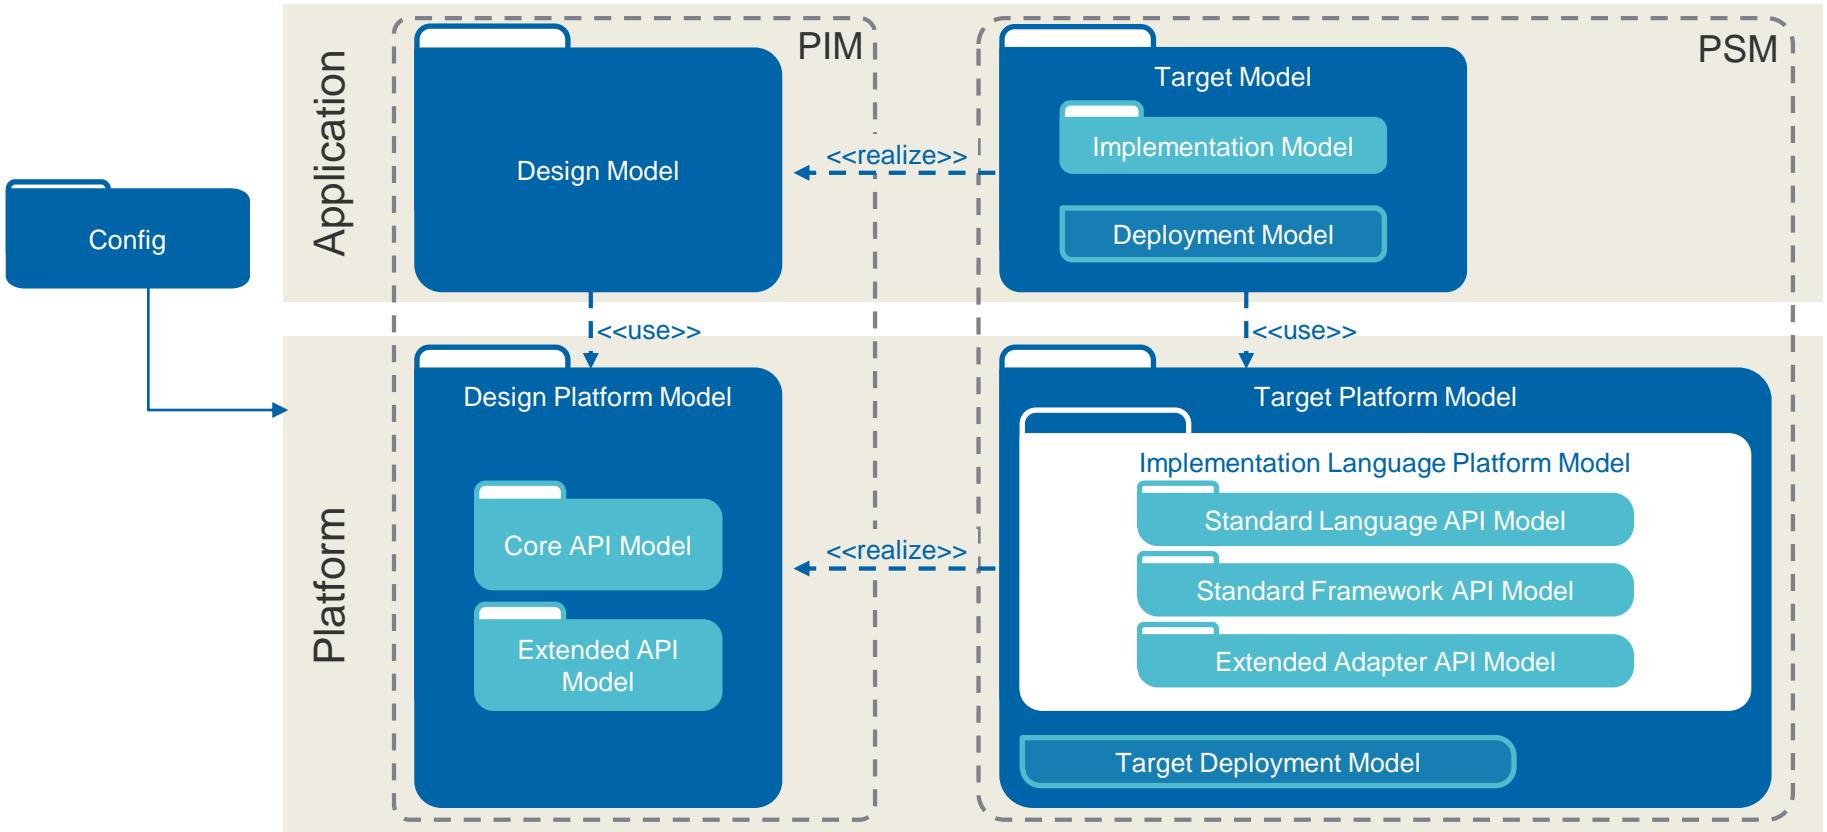 PIM
PSM
Application
Target Model
Implementation Model
<<realize>>
Design Model
Deployment Model
Config
<<use>>
<<use>>
Platform
Design Platform Model
Target Platform Model
Implementation Language Platform Model
Standard Language API Model
Core API Model
<<realize>>
Standard Framework API Model
Extended API
Model
Extended Adapter API Model
Target Deployment Model